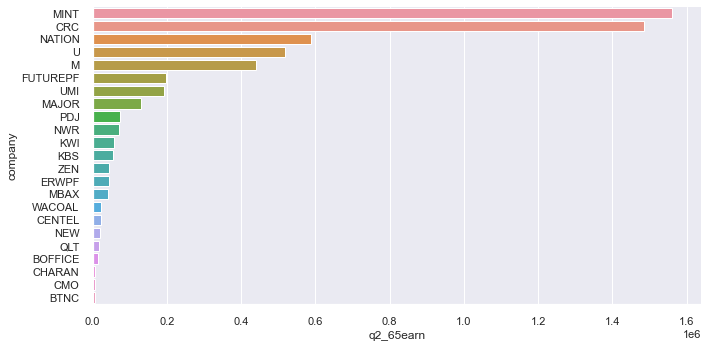 MINT
CRC
NATION
U
M
FUTUREPF
UMI
MAJOR
PDJ
NWR
KWI
KBS
ZEN
ERWPF
MBAX
WACOAL
CENTEL
NEW
QLT
BOFFICE
CHARAN
CMO
BTNC
company
0.0 0.2 0.4 0.6 0.8 1.0 1.2 1.4 1.6
1e6
q2_65earn